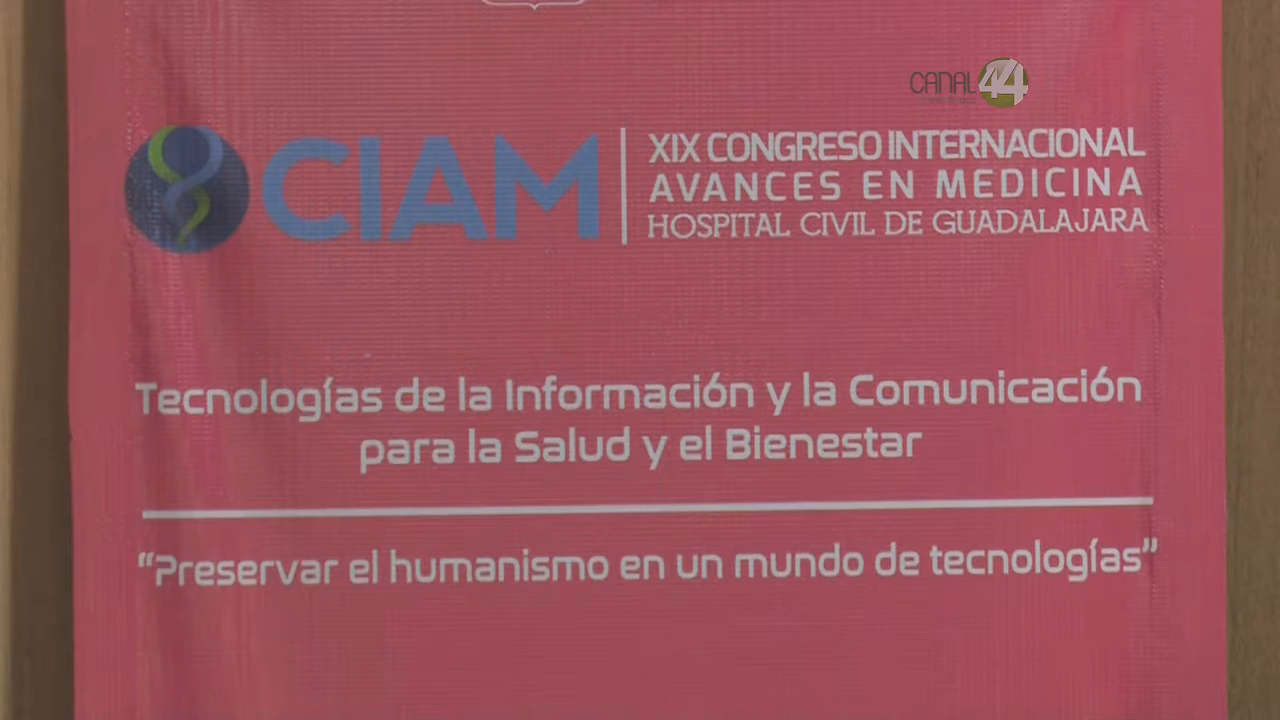 CANAL 44
CIAM
XIX CONGRESO INTERNACIONAL
AVANCES EN MEDICINA
HOSPITAL CIVIL DE GUADALAJARA
Tecnologías de la Información y la Comunicación
para la Salud y el Bienestar
“Preservar el humanismo en un mundo de tecnologías”